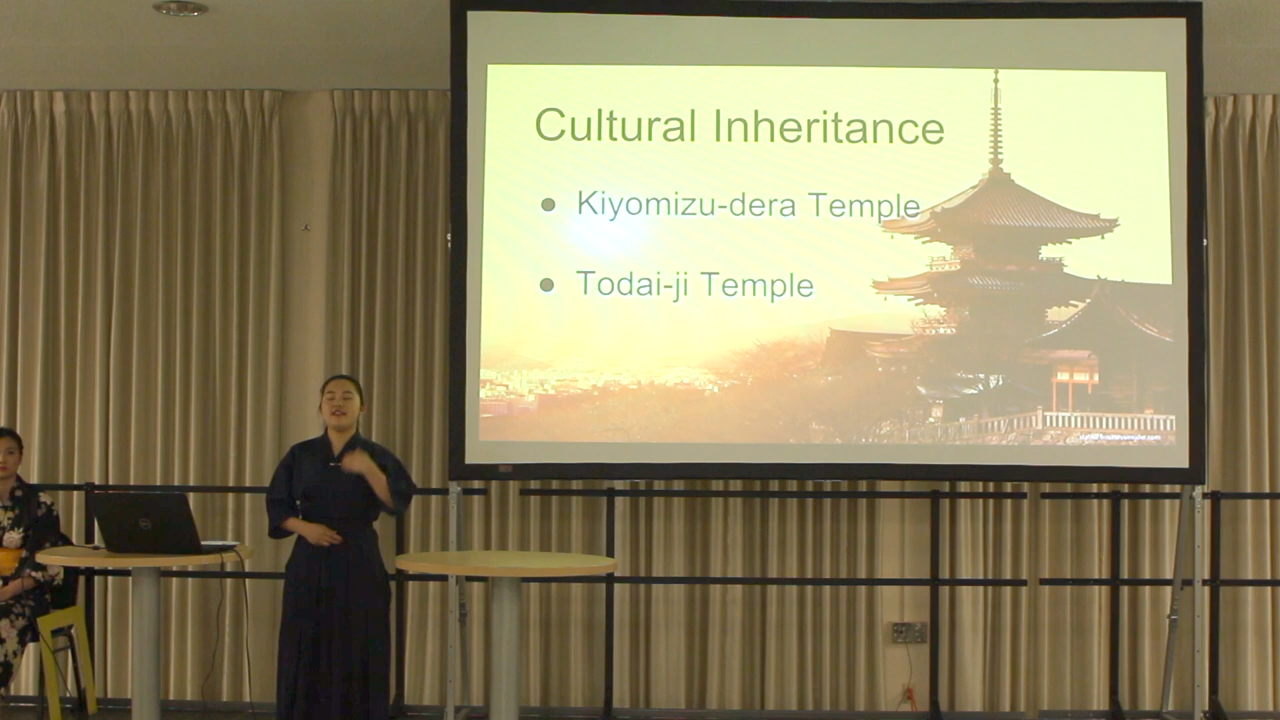 Cultural Inheritance
● Kiyomizu-dera Temple
● Todai-ji Temple